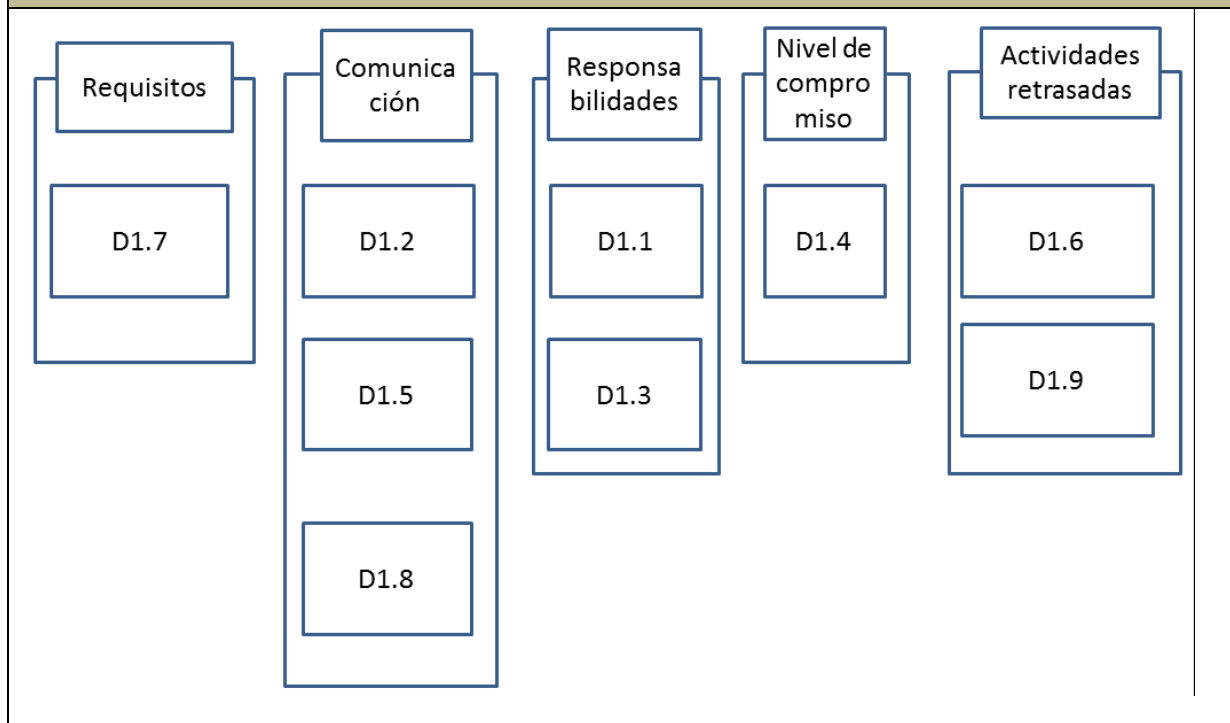 Requisitos
D1.7
Comunica
ción
D1.2
D1.5
D1.8
Responsa
bilidades
D1.1
D1.3
Nivel de
compro
miso
D1.4
Actividades
retrasadas
D1.6
D1.9